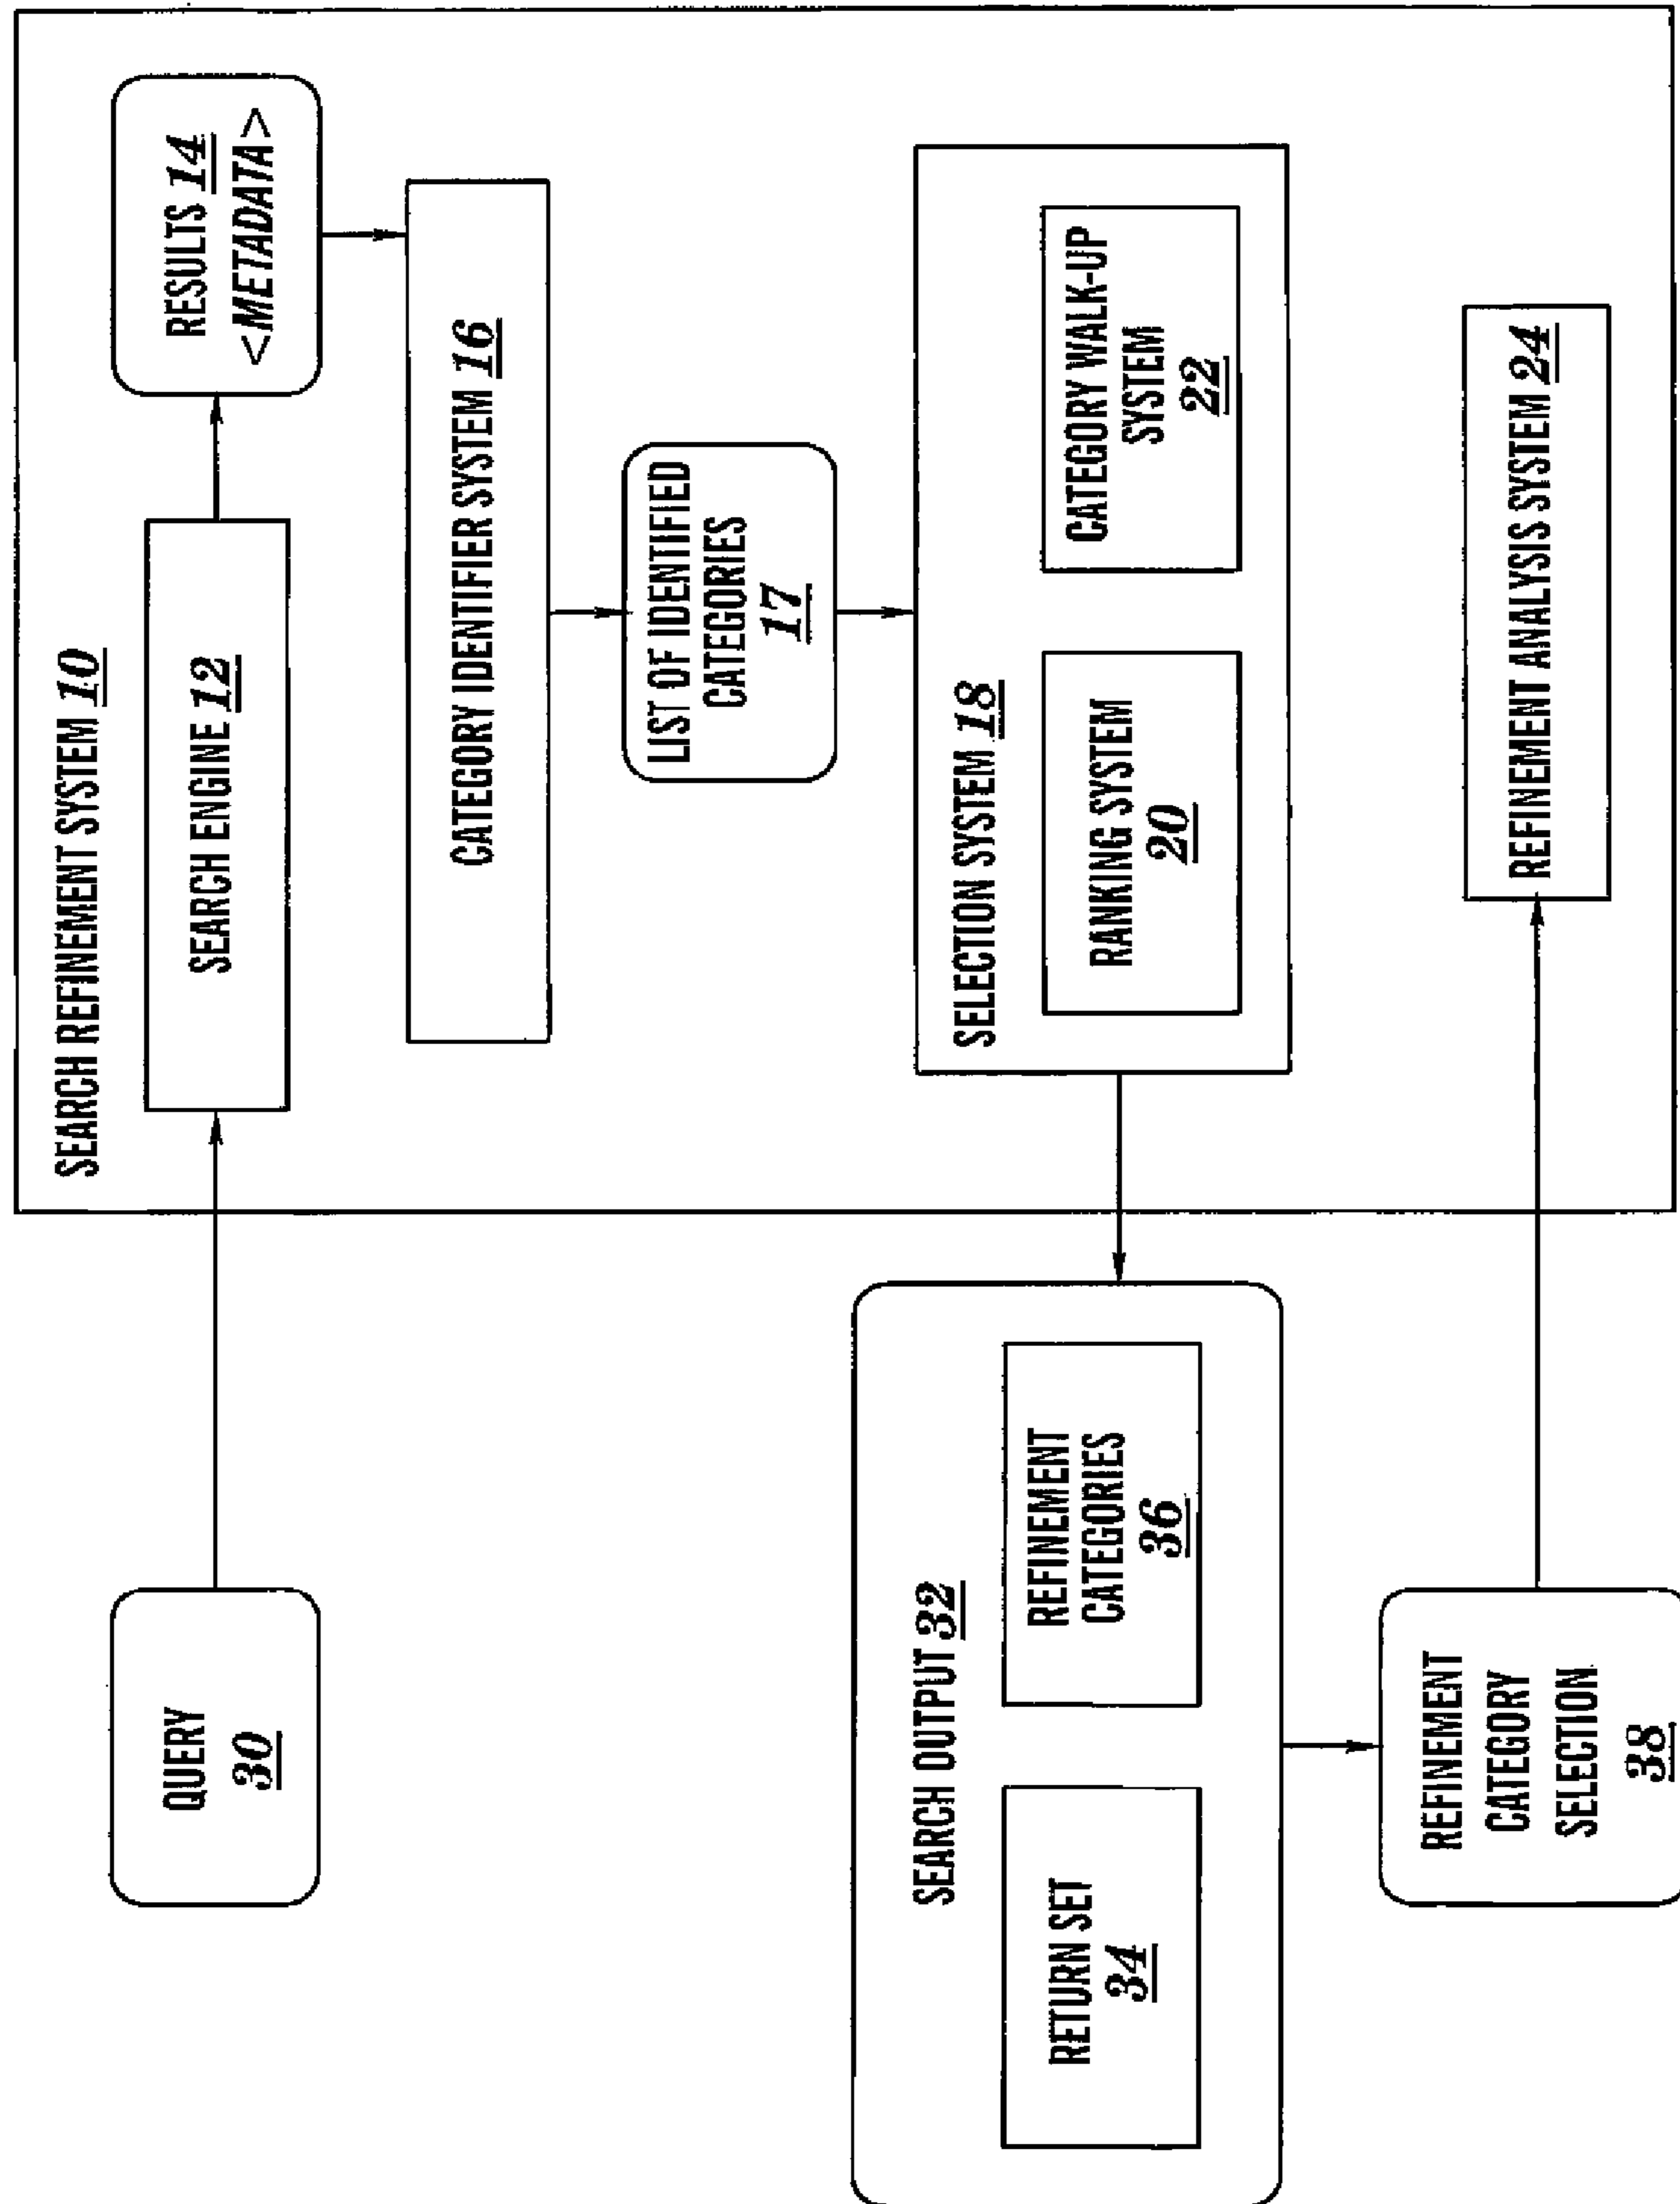 SEARCH REFINEMENT SYSTEM 10
QUERY
30
SEARCH ENGINE 12
RESULTS 14
<METADATA>
CATEGORY IDENTIFIER SYSTEM 16
LIST OF IDENTIFIED
CATEGORIES
17
SELECTION SYSTEM 18
RANKING SYSTEM
20
CATEGORY WALK-UP
SYSTEM
22
SEARCH OUTPUT 32
RETURN SET
34
REFINEMENT
CATEGORIES
36
REFINEMENT
CATEGORY
SELECTION
38
REFINEMENT ANALYSIS SYSTEM 24